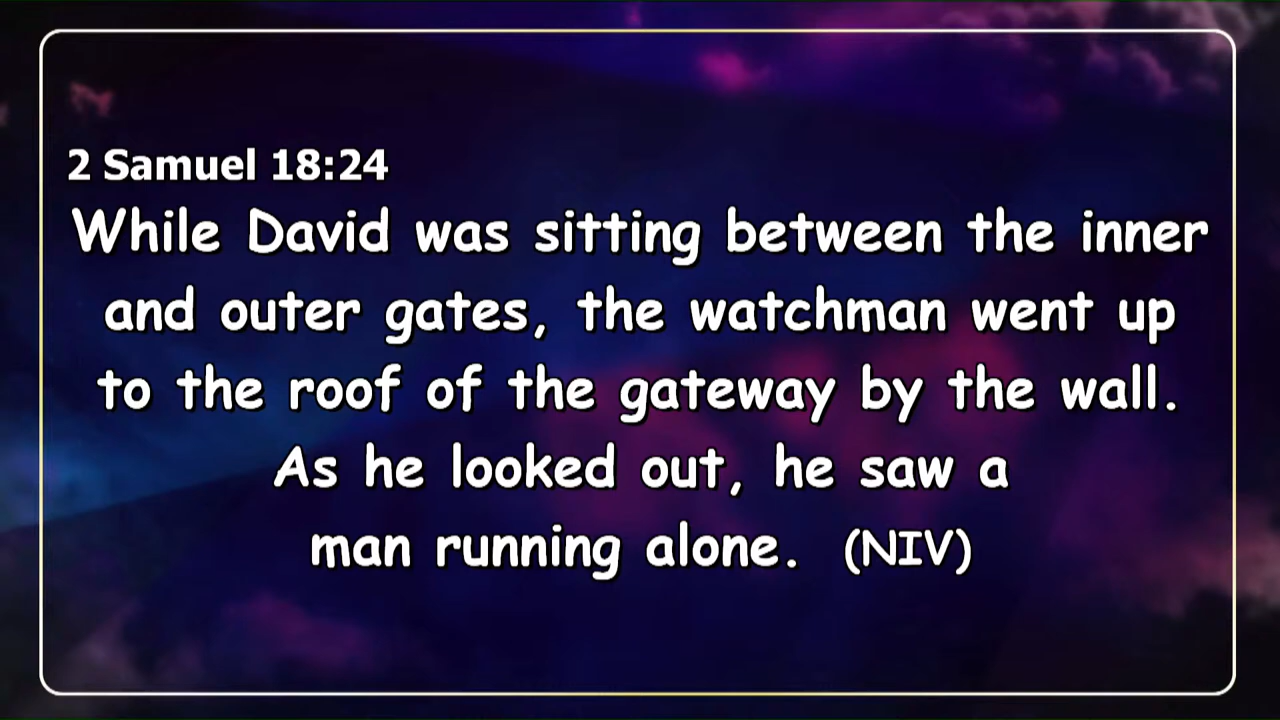 2 Samuel 18:24
While David was sitting between the inner
and outer gates, the watchman went up
to the roof of the gateway by the wall.
As he looked out, he saw a
man running alone. (NIV)